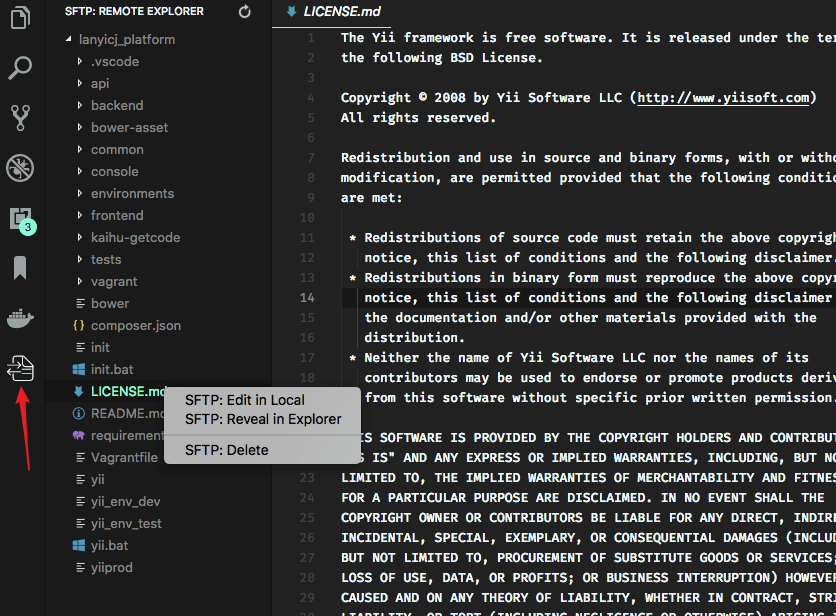 SFTP: REMOTE EXPLORER
lanyicj_platform
.vscode
api
backend
bower-asset
common
console
environments
frontend
kaihu-getcode
tests
vagrant
bower
{} composer.json
init
init.bat
LICENSE.md
README.md
requirement
Vagrantfile
yii
yii_env_dev
yii_env_test
yii.bat
yiiprod
3
SFTP: Edit in Local
SFTP: Reveal in Explorer
SFTP: Delete
LICENSE.md
1 The Yii framework is free software. It is released under the ter
2 the following BSD License.
3
4 Copyright © 2008 by Yii Software LLC (http://www.yiisoft.com)
5 All rights reserved.
6
7 Redistribution and use in source and binary forms, with or witho
8 modification, are permitted provided that the following conditio
9 are met:
10
11 * Redistributions of source code must retain the above copyrigh
12 notice, this list of conditions and the following disclaimer.
13 * Redistributions in binary form must reproduce the above copyr
14 notice, this list of conditions and the following disclaimer
15 the documentation and/or other materials provided with the
16 distribution.
17 * Neither the name of Yii Software LLC nor the names of its
18 contributors may be used to endorse or promote products deriv
from this software without specific prior written permission.
IS SOFTWARE IS PROVIDED BY THE COPYRIGHT HOLDERS AND CONTRIBUT
IS" AND ANY EXPRESS OR IMPLIED WARRANTIES, INCLUDING, BUT NO
23 LIMITED TO, THE IMPLIED WARRANTIES OF MERCHANTABILITY AND FITNES
24 FOR A PARTICULAR PURPOSE ARE DISCLAIMED. IN NO EVENT SHALL THE
25 COPYRIGHT OWNER OR CONTRIBUTORS BE LIABLE FOR ANY DIRECT, INDIRE
26 INCIDENTAL, SPECIAL, EXEMPLARY, OR CONSEQUENTIAL DAMAGES (INCLUD
27 BUT NOT LIMITED TO, PROCUREMENT OF SUBSTITUTE GOODS OR SERVICES;
28 LOSS OF USE, DATA, OR PROFITS; OR BUSINESS INTERRUPTION) HOWEVER
29 CAUSED AND ON ANY THEORY OF LIABILITY, WHETHER IN CONTRACT, STRI
LIABILITY, OR TORT (INCLUDING NEGLIGENCE OR OTHERWISE) ARISING